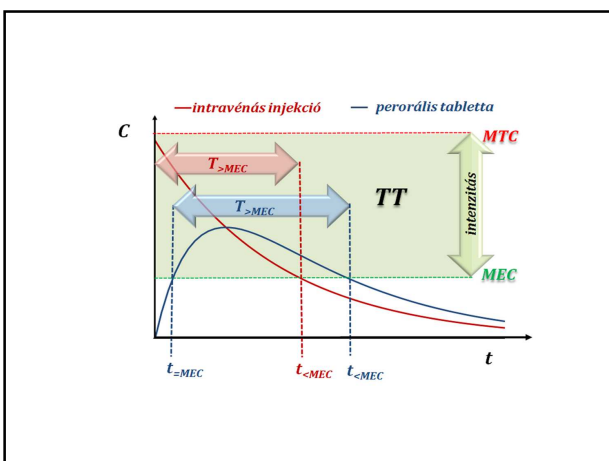 intravénás injekció
perorális tabletta
C
MTC
T>MEC
TT
intenzitás
T>MEC
MEC
t=MEC
t<MEC
t<MEC
t